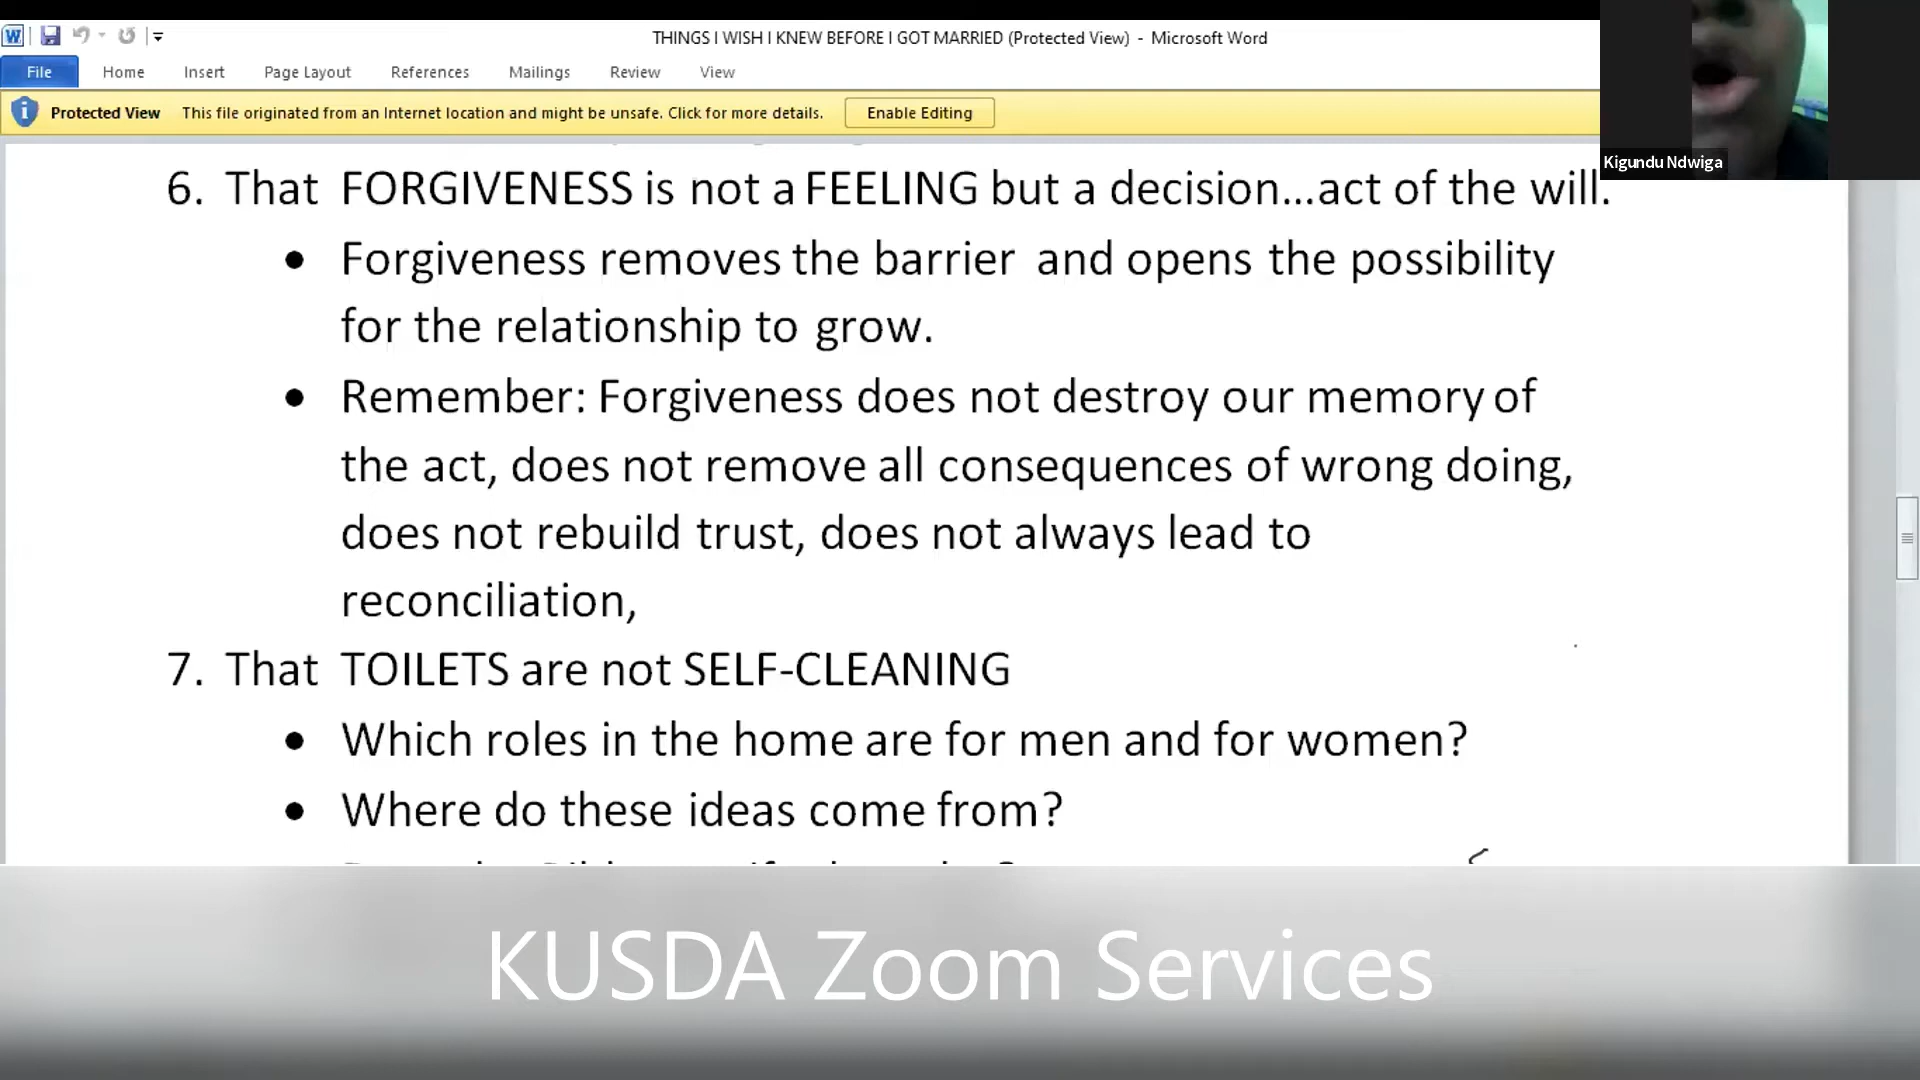 THINGS I WISH I KNEW BEFORE I GOT MARRIED (Protected View) - Microsoft Word
File Home Insert Page Layout References Mailings Review View
Protected View This file originated from an Internet location and might be unsafe. Click for more details. Enable Editing
Kigundu Ndwiga
6. That FORGIVENESS is not a FEELING but a decision...act of the will.
• Forgiveness removes the barrier and opens the possibility
for the relationship to grow.
• Remember: Forgiveness does not destroy our memory of
the act, does not remove all consequences of wrong doing,
does not rebuild trust, does not always lead to
reconciliation,
7. That TOILETS are not SELF-CLEANING
• Which roles in the home are for men and for women?
• Where do these ideas come from?
KUSDA Zoom Services